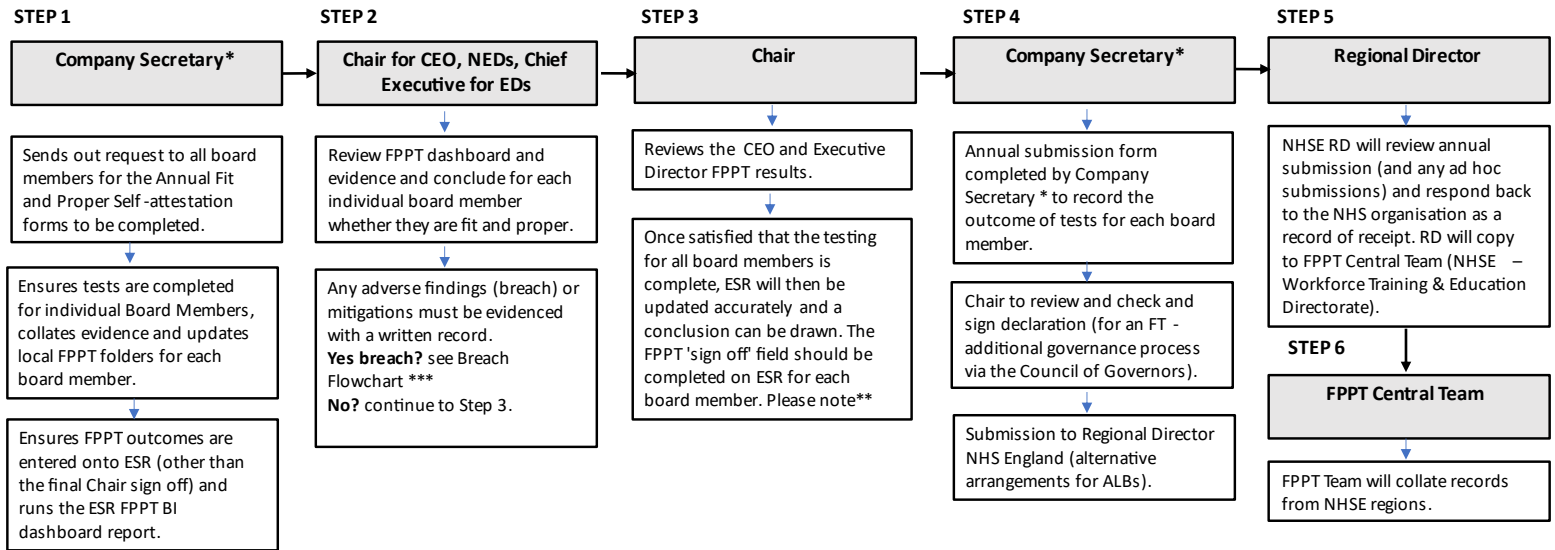 STEP 1
Company Secretary*
Sends out request to all board
members for the Annual Fit
and Proper Self -attestation
forms to be completed.
Ensures tests are completed
for individual Board Members,
collates evidence and updates
local FPPT folders for each
board member.
Ensures FPPT outcomes are
entered onto ESR (other than
the final Chair sign off) and
runs the ESR FPPT BI
dashboard report.
STEP 2
Chair for CEO, NEDs, Chief
Executive for EDs
Review FPPT dashboard and
evidence and conclude for each
individual board member
whether they are fit and proper.
Any adverse findings (breach) or
mitigations must be evidenced
with a written record.
Yes breach? see Breach
Flowchart ***
No? continue to Step 3.
STEP 3
Chair
Reviews the CEO and Executive
Director FPPT results.
Once satisfied that the testing
for all board members is
complete, ESR will then be
updated accurately and a
conclusion can be drawn. The
FPPT 'sign off' field should be
completed on ESR for each
board member. Please note**
STEP 4
Company Secretary*
Annual submission form
completed by Company
Secretary * to record the
outcome of tests for each board
member.
Chair to review and check and
sign declaration (for an FT -
additional governance process
via the Council of Governors).
Submission to Regional Director
NHS England (alternative
arrangements for ALBs).
STEP 5
Regional Director
NHSE RD will review annual
submission (and any ad hoc
submissions) and respond back
to the NHS organisation as a
record of receipt. RD will copy
to FPPT Central Team (NHSE –
Workforce Training & Education
Directorate).
STEP 6
FPPT Central Team
FPPT Team will collate records
from NHSE regions.